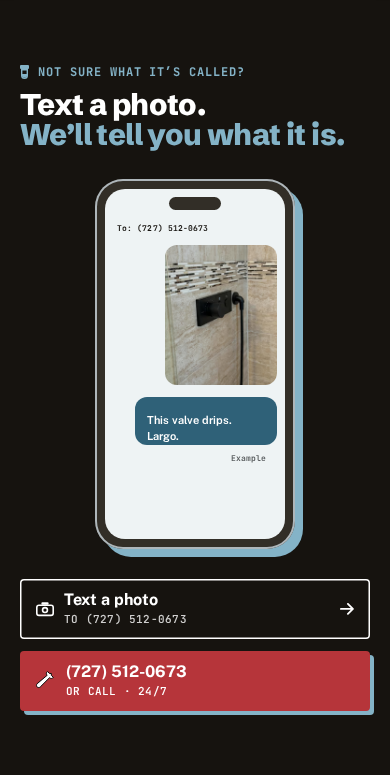 NOT SURE WHAT IT’S CALLED?
Text a photo.
We’ll tell you what it is.
To: (727) 512-0673
This valve drips.
Largo.
Example
Text a photo
TO (727) 512-0673
(727) 512-0673
OR CALL · 24/7